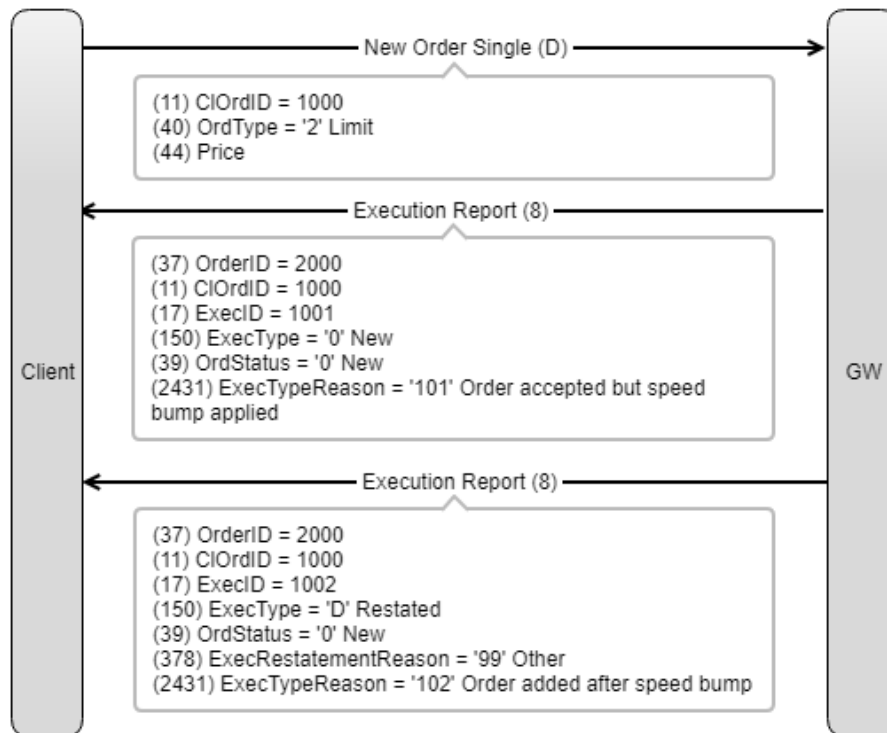 New Order Single (D)
(11) ClOrdID = 1000
(40) OrdType = '2' Limit
(44) Price
Execution Report (8)
(37) OrderID = 2000
(11) ClOrdID = 1000
(17) ExecID = 1001
(150) ExecType = '0' New
(39) OrdStatus = '0' New
(2431) ExecTypeReason = '101' Order accepted but speed
bump applied
Client
GW
Execution Report (8)
(37) OrderID = 2000
(11) ClOrdID = 1000
(17) ExecID = 1002
(150) ExecType = 'D' Restated
(39) OrdStatus = '0' New
(378) ExecRestatementReason = '99' Other
(2431) ExecTypeReason = '102' Order added after speed bump